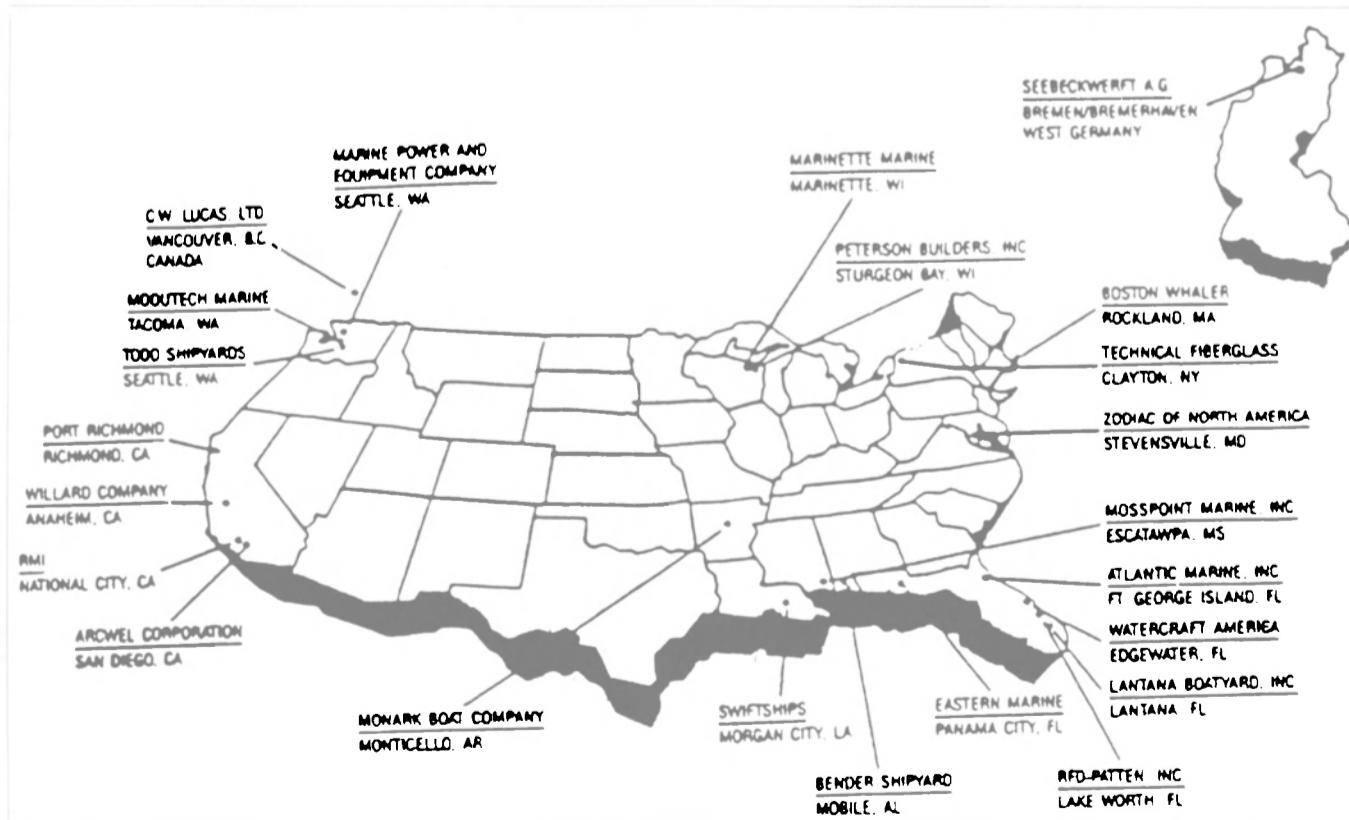 SEEBECKWERFT A G
BREMEN/BREMERHAVEN
WEST GERMANY
MARINE POWER AND
EQUIPMENT COMPANY
SEATTLE, WA
MARINETTE MARINE
MARINETTE, WI
C W LUCAS, LTD
VANCOUVER, B.C.
CANADA
PETERSON BUILDERS, INC
STURGEON BAY, WI
MODUTECH MARINE
TACOMA, WA
BOSTON WHALER
ROCKLAND, MA
TODD SHIPYARDS
SEATTLE, WA
TECHNICAL FIBERGLASS
CLAYTON, NY
PORT RICHMOND
RICHMOND, CA
ZODIAC OF NORTH AMERICA
STEVENSVILLE, MD
WILLARD COMPANY
ANAHEIM, CA
MOSSPOINT MARINE, INC
ESCATAWPA, MS
RMI
NATIONAL CITY, CA
ATLANTIC MARINE, INC
FT GEORGE ISLAND, FL
ARCWEL CORPORATION
SAN DIEGO, CA
WATERCRAFT AMERICA
EDGEWATER, FL
LANTANA BOATYARD, INC
LANTANA FL
MONARK BOAT COMPANY
MONTICELLO, AR
SWIFTSHIPS
MORGAN CITY, LA
EASTERN MARINE
PANAMA CITY, FL
BENDER SHIPYARD
MOBILE, AL
RFD-PATTEN INC
LAKE WORTH FL